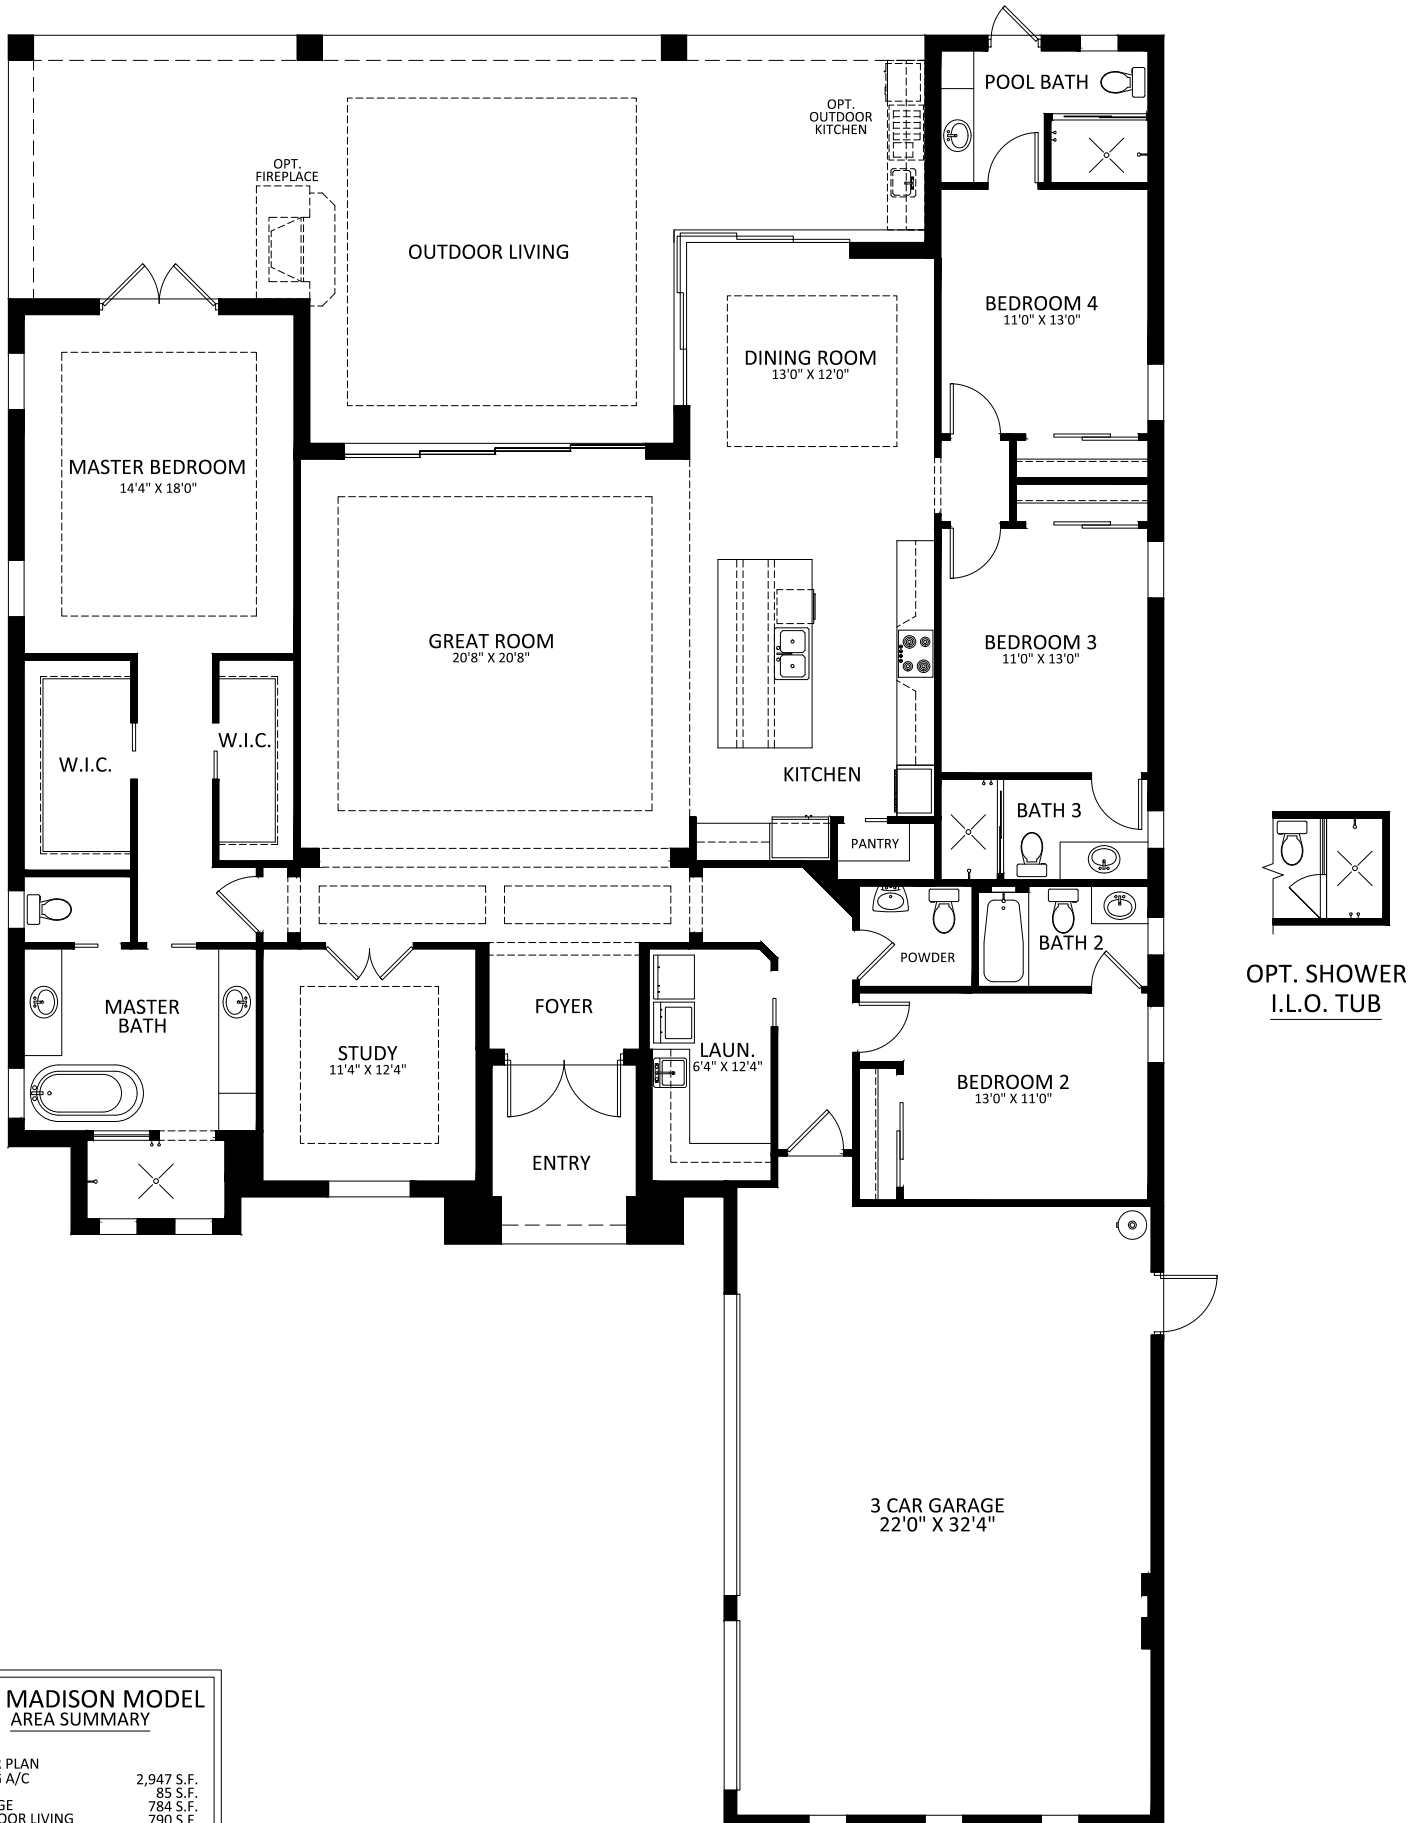 POOL BATH
OPT.
OUTDOOR
KITCHEN
OPT.
FIREPLACE
OUTDOOR LIVING
BEDROOM 4
11'0" X 13'0"
DINING ROOM
13'0" X 12'0"
MASTER BEDROOM
14'4" X 18'0"
GREAT ROOM
20'8" X 20'8"
BEDROOM 3
11'0" X 13'0"
W.I.C.
W.I.C.
KITCHEN
PANTRY
BATH 3
BATH 2
POWDER
OPT. SHOWER
I.L.O. TUB
MASTER
BATH
FOYER
STUDY
11'4" X 12'4"
LAUN.
6'4" X 12'4"
BEDROOM 2
13'0" X 11'0"
ENTRY
3 CAR GARAGE
22'0" X 32'4"
MADISON MODEL
AREA SUMMARY
PLAN
A/C 2,947 S.F.
85 S.F.
784 S.F.
LIVING 790 S.F.